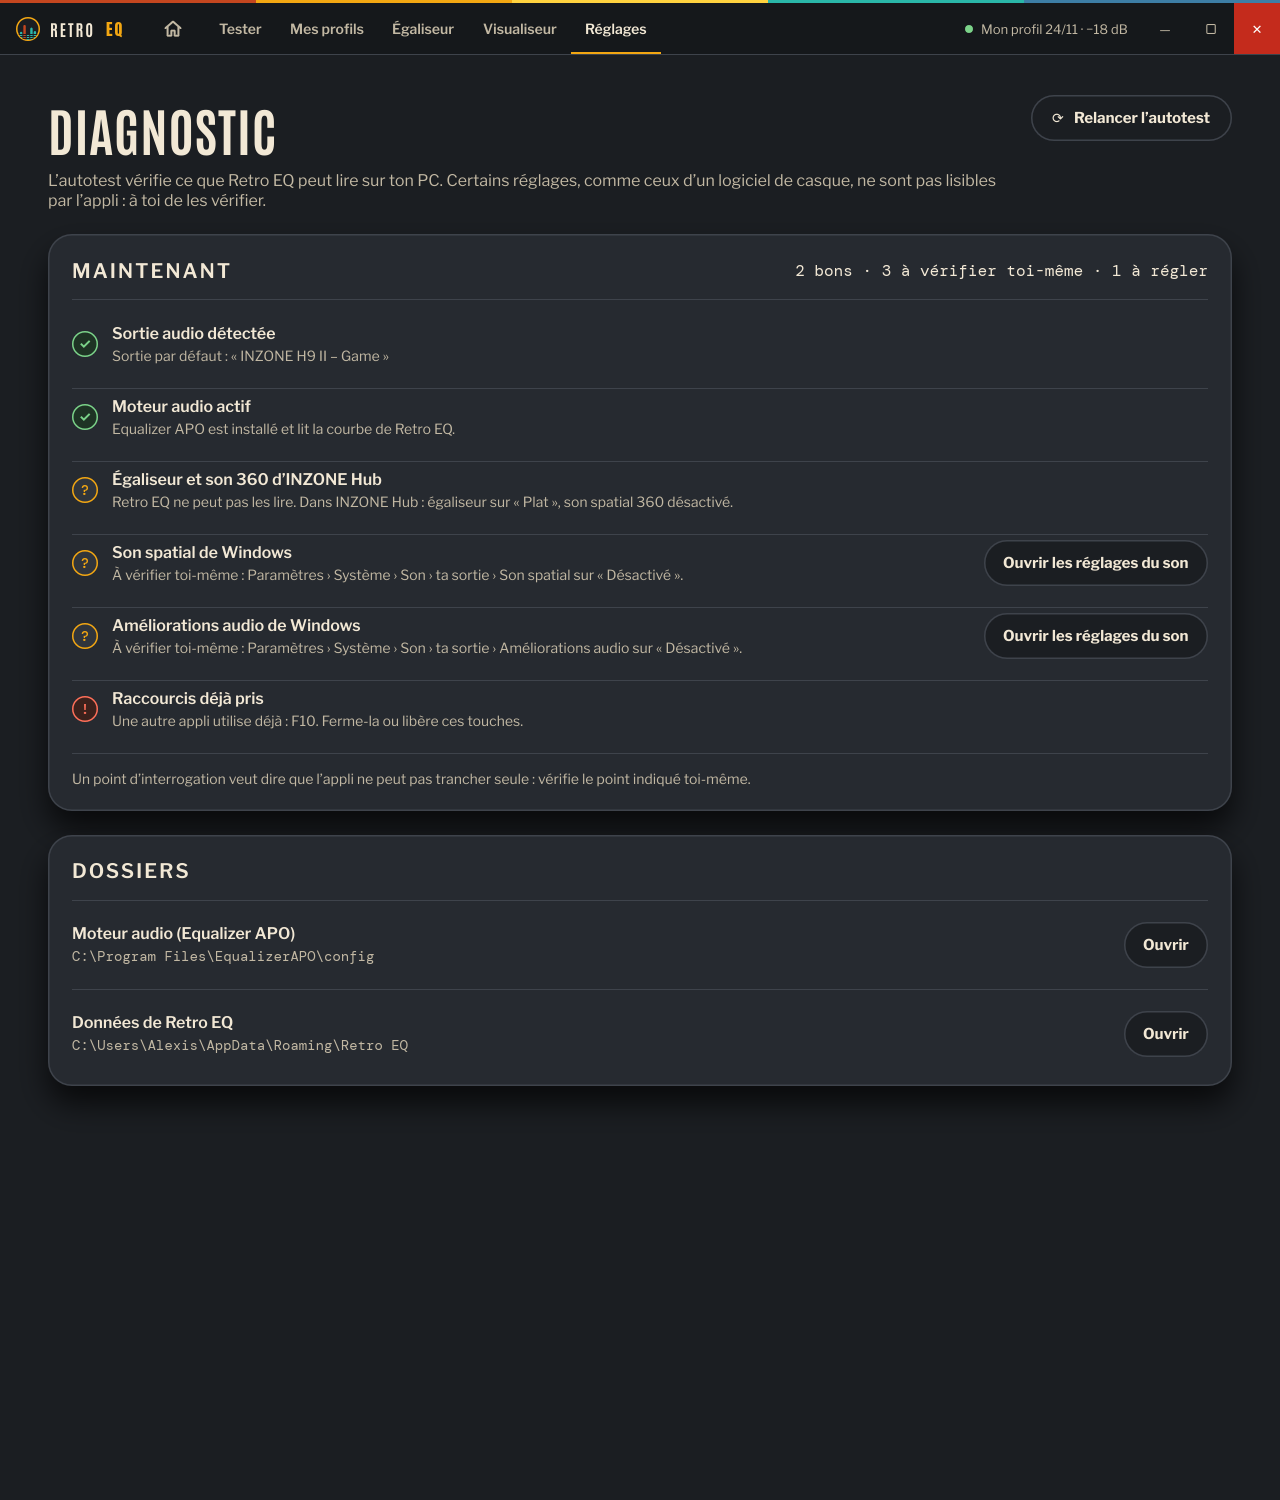 RETRO EQ
Tester
Mes profils
Égaliseur
Visualiseur
Réglages
Mon profil 24/11 · −18 dB
DIAGNOSTIC
Relancer l’autotest
L’autotest vérifie ce que Retro EQ peut lire sur ton PC. Certains réglages, comme ceux d’un logiciel de casque, ne sont pas lisibles
par l’appli : à toi de les vérifier.
MAINTENANT
2 bons · 3 à vérifier toi-même · 1 à régler
Sortie audio détectée
Sortie par défaut : « INZONE H9 II – Game »
Moteur audio actif
Equalizer APO est installé et lit la courbe de Retro EQ.
?
Égaliseur et son 360 d’INZONE Hub
Retro EQ ne peut pas les lire. Dans INZONE Hub : égaliseur sur « Plat », son spatial 360 désactivé.
?
Son spatial de Windows
À vérifier toi-même : Paramètres › Système › Son › ta sortie › Son spatial sur « Désactivé ».
Ouvrir les réglages du son
?
Améliorations audio de Windows
À vérifier toi-même : Paramètres › Système › Son › ta sortie › Améliorations audio sur « Désactivé ».
Ouvrir les réglages du son
!
Raccourcis déjà pris
Une autre appli utilise déjà : F10. Ferme-la ou libère ces touches.
Un point d’interrogation veut dire que l’appli ne peut pas trancher seule : vérifie le point indiqué toi-même.
DOSSIERS
Moteur audio (Equalizer APO)
C:\Program Files\EqualizerAPO\config
Ouvrir
Données de Retro EQ
C:\Users\Alexis\AppData\Roaming\Retro EQ
Ouvrir